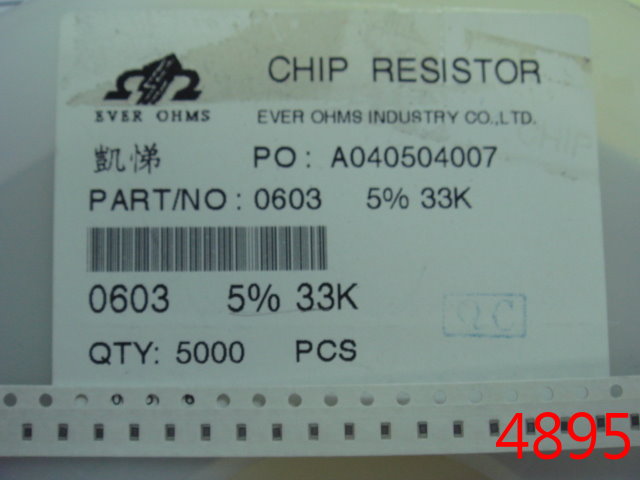 CHIP RESISTOR
EVER OHMS
EVER OHMS INDUSTRY CO.,LTD.
凱悌 PO : A040504007
PART/NO : 0603 5% 33K
0603 5% 33K
QC
QTY: 5000 PCS
4895